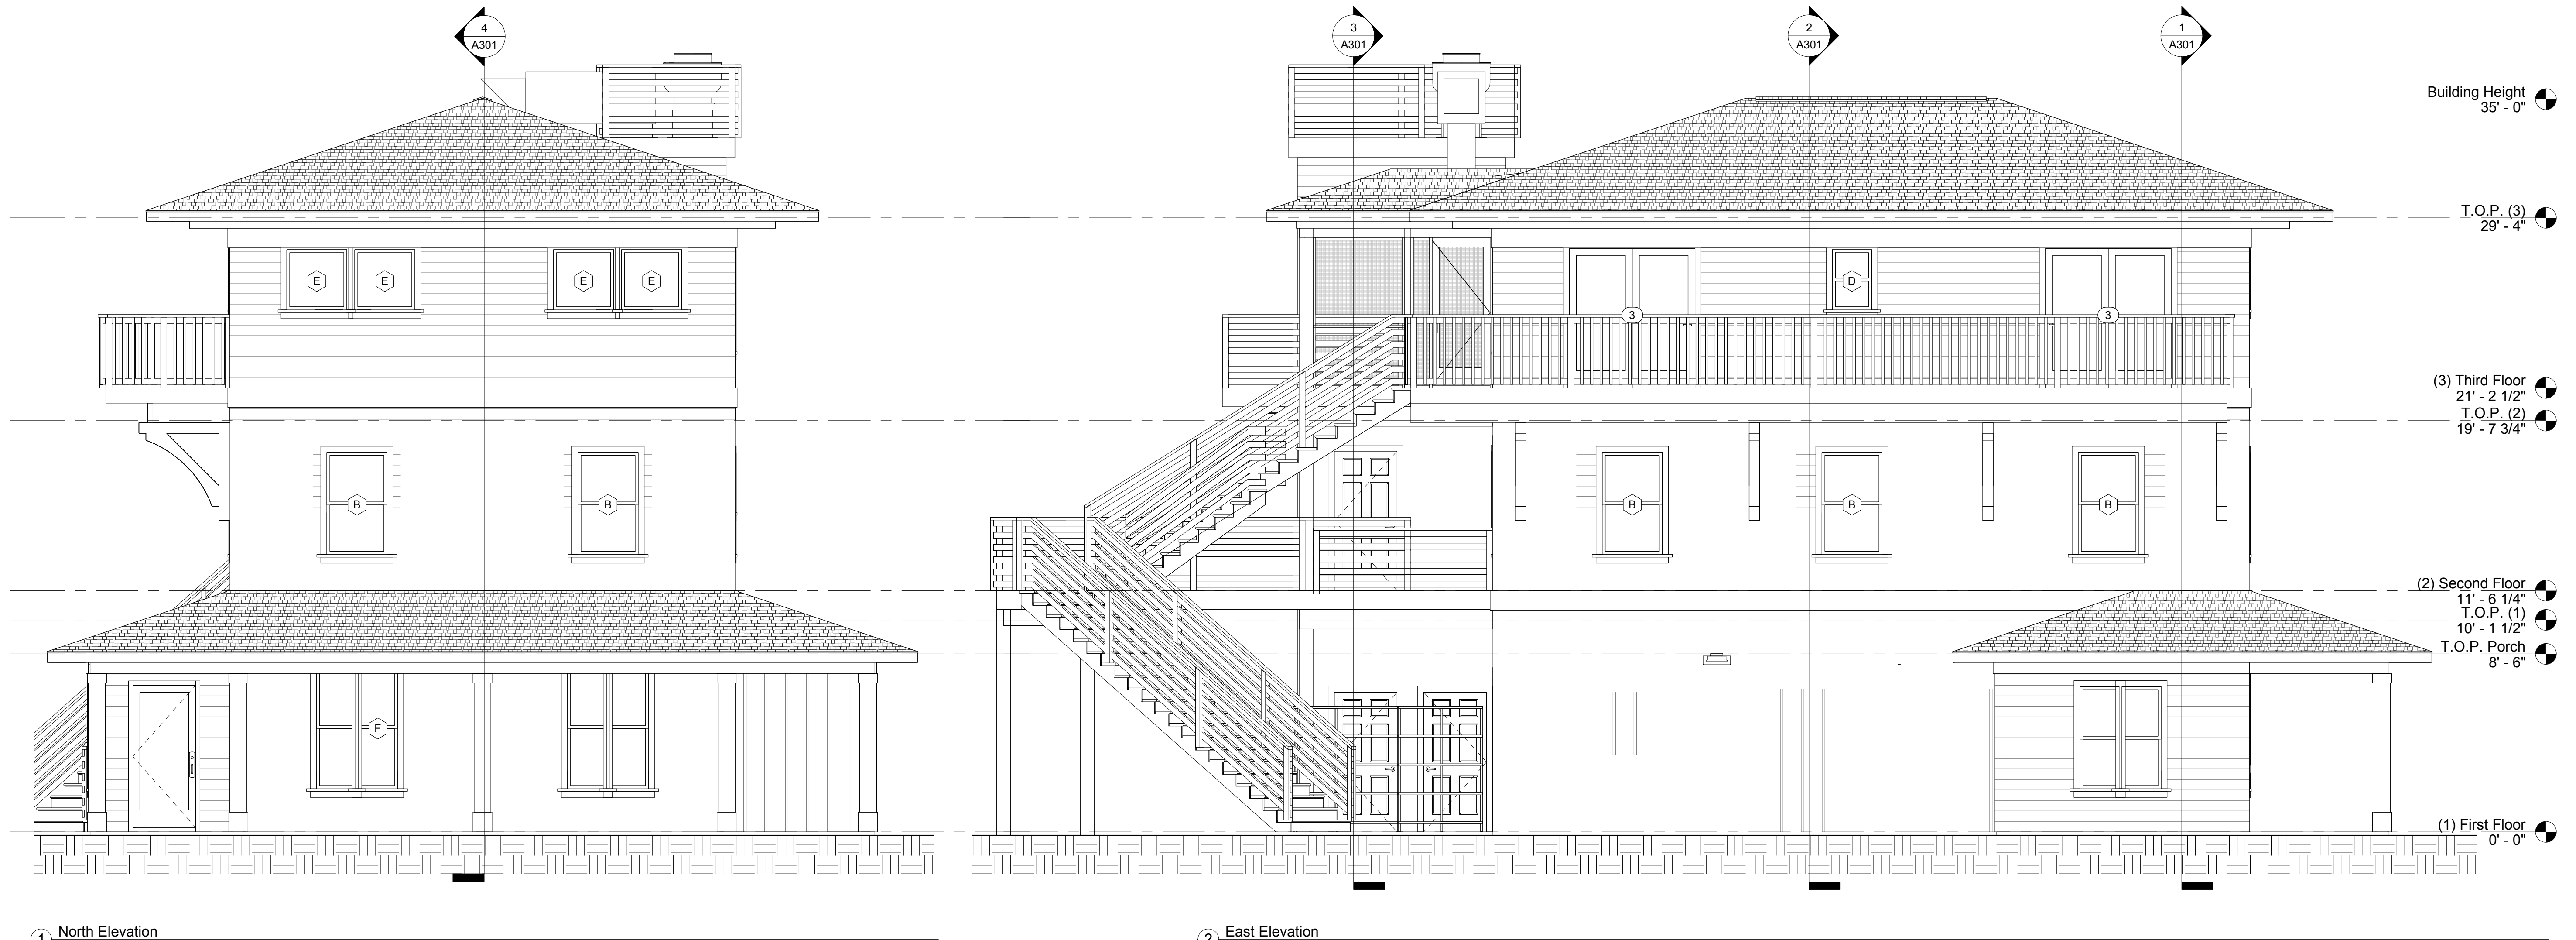 4
A301
3
A301
2
A301
1
A301
Building Height
35' - 0"
T.O.P. (3)
29' - 4"
E
E
E
E
D
3
3
(3) Third Floor
21' - 2 1/2"
T.O.P. (2)
19' - 7 3/4"
B
B
B
B
B
(2) Second Floor
11' - 6 1/4"
T.O.P. (1)
10' - 1 1/2"
T.O.P. Porch
8' - 6"
F
(1) First Floor
0' - 0"
1
North Elevation
2
East Elevation